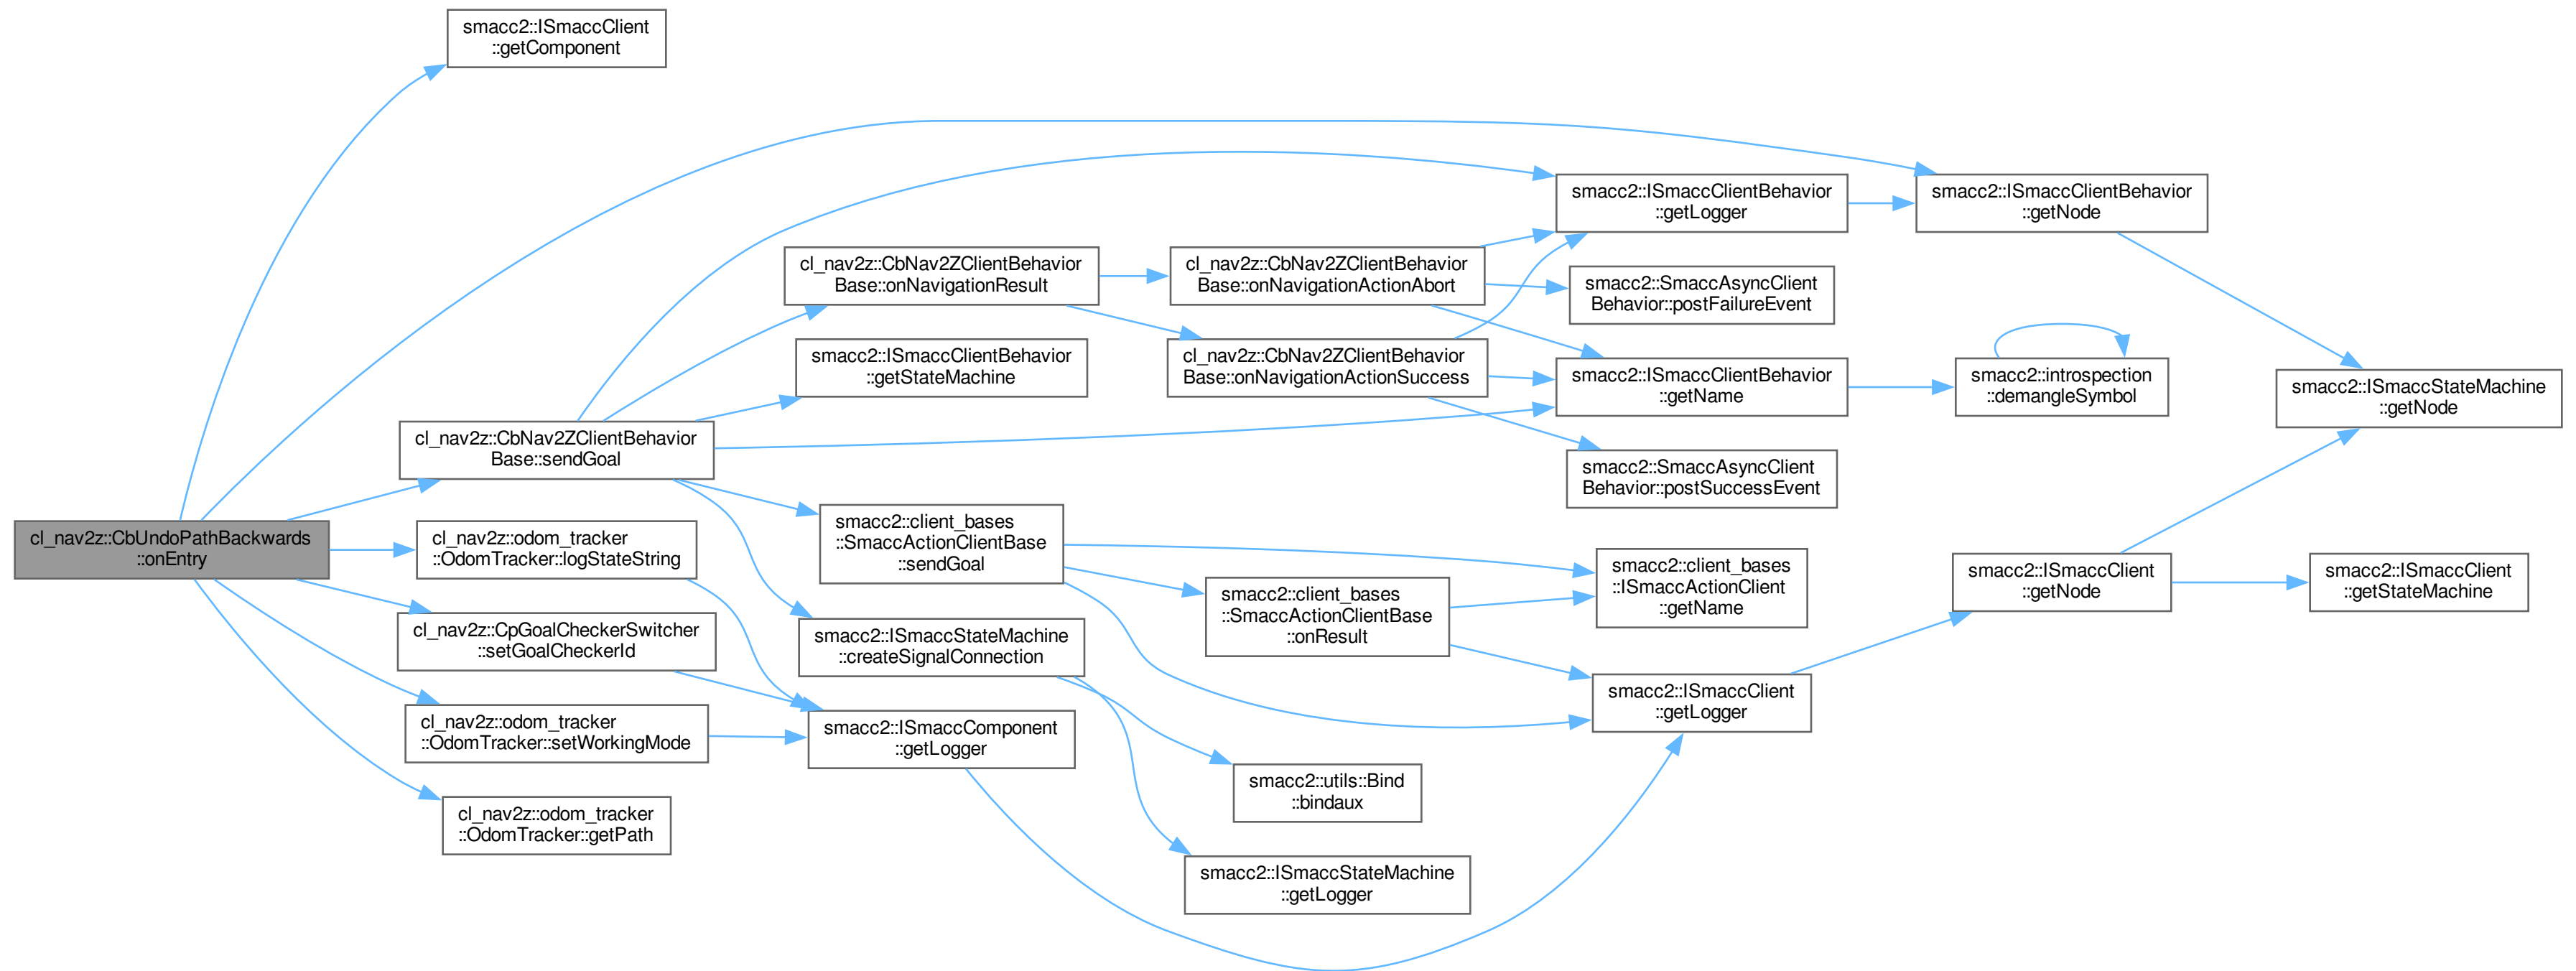 smacc2::ISmaccClient
::getComponent
smacc2::ISmaccClientBehavior
::getLogger
smacc2::ISmaccClientBehavior
::getNode
cl_nav2z::CbNav2ZClientBehavior
Base::onNavigationResult
cl_nav2z::CbNav2ZClientBehavior
Base::onNavigationActionAbort
smacc2::SmaccAsyncClient
Behavior::postFailureEvent
smacc2::ISmaccClientBehavior
::getStateMachine
cl_nav2z::CbNav2ZClientBehavior
Base::onNavigationActionSuccess
smacc2::ISmaccClientBehavior
::getName
smacc2::introspection
::demangleSymbol
smacc2::ISmaccStateMachine
::getNode
cl_nav2z::CbNav2ZClientBehavior
Base::sendGoal
smacc2::SmaccAsyncClient
Behavior::postSuccessEvent
cl_nav2z::CbUndoPathBackwards
::onEntry
cl_nav2z::odom_tracker
::OdomTracker::logStateString
smacc2::client_bases
::SmaccActionClientBase
::sendGoal
smacc2::client_bases
::SmaccActionClientBase
::onResult
smacc2::client_bases
::ISmaccActionClient
::getName
smacc2::ISmaccClient
::getNode
smacc2::ISmaccClient
::getStateMachine
cl_nav2z::CpGoalCheckerSwitcher
::setGoalCheckerId
smacc2::ISmaccStateMachine
::createSignalConnection
smacc2::ISmaccClient
::getLogger
cl_nav2z::odom_tracker
::OdomTracker::setWorkingMode
smacc2::ISmaccComponent
::getLogger
smacc2::utils::Bind
::bindaux
cl_nav2z::odom_tracker
::OdomTracker::getPath
smacc2::ISmaccStateMachine
::getLogger